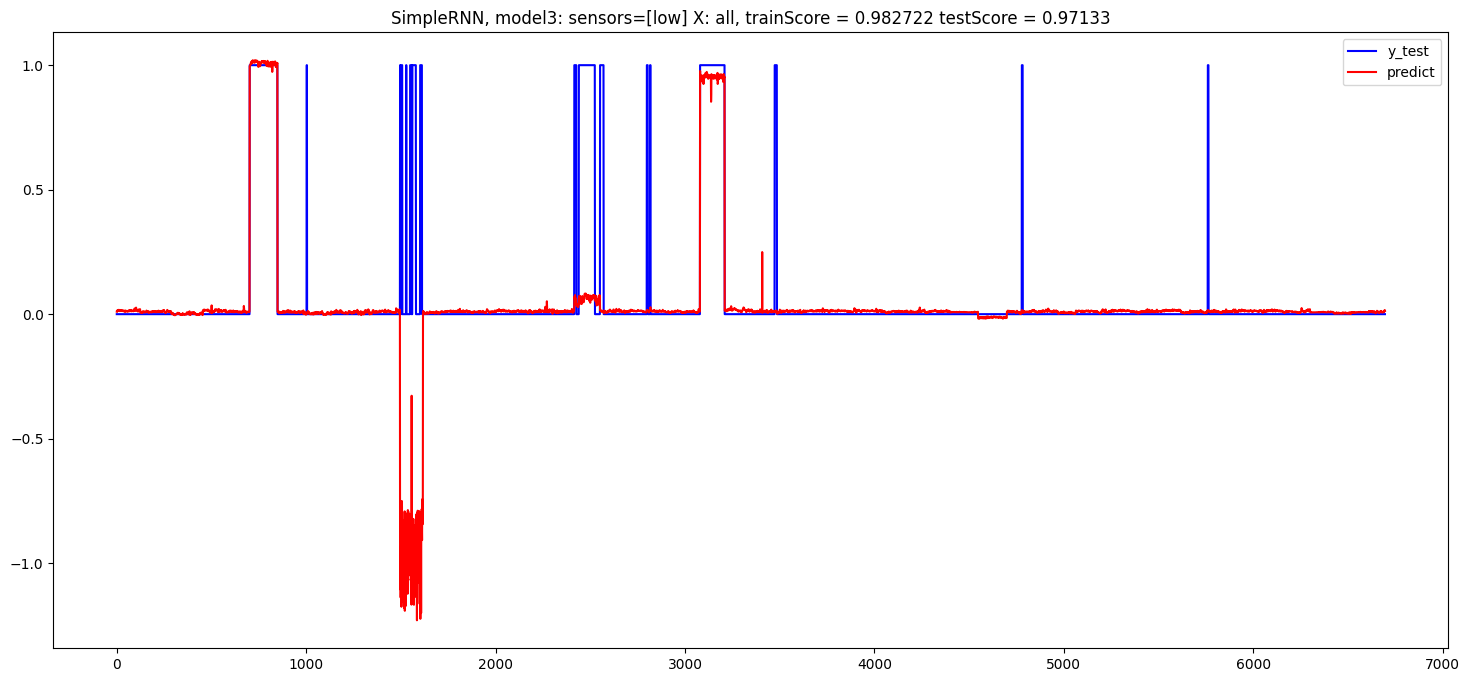 SimpleRNN, model3: sensors=[low] X: all, trainScore = 0.982722 testScore = 0.97133
y_test
predict
1.0
0.5
0.0
−0.5
−1.0
0 1000 2000 3000 4000 5000 6000 7000